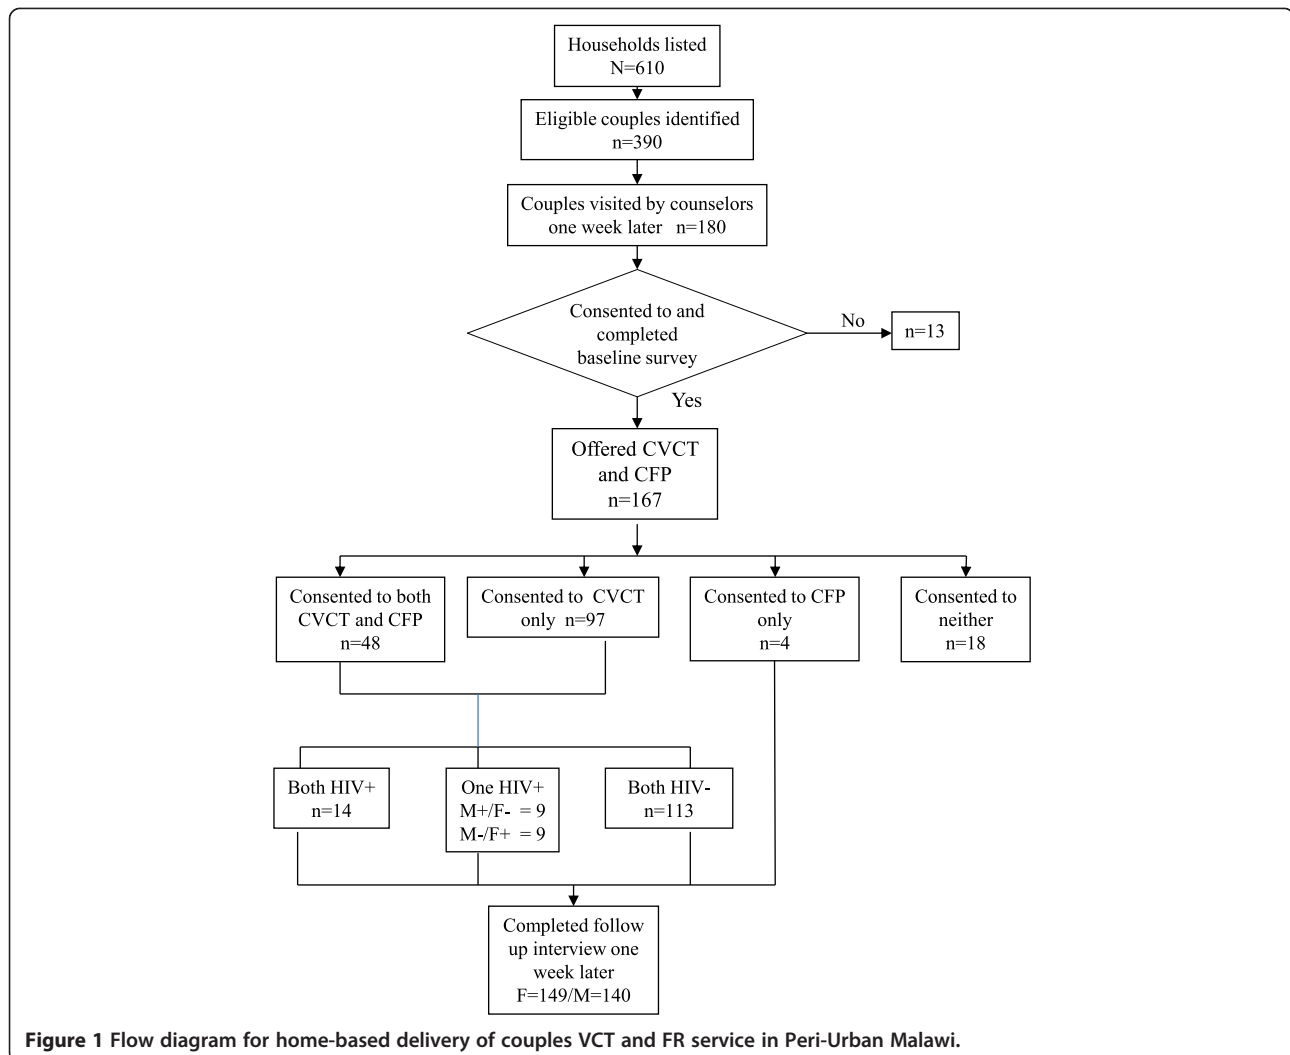 Households listed
N=610
Eligible couples identified
n=390
Couples visited by counselors
one week later n=180
Consented to and
completed
baseline survey
No
n=13
Yes
Offered CVCT
and CFP
n=167
Consented to both
CVCT and CFP
n=48
Consented to CVCT
only n=97
Consented to CFP
only
n=4
Consented to
neither
n=18
Both HIV+
n=14
One HIV+
M+/F- = 9
M-/F+ = 9
Both HIV-
n=113
Completed follow
up interview one
week later
F=149/M=140
Figure 1 Flow diagram for home-based delivery of couples VCT and FR service in Peri-Urban Malawi.